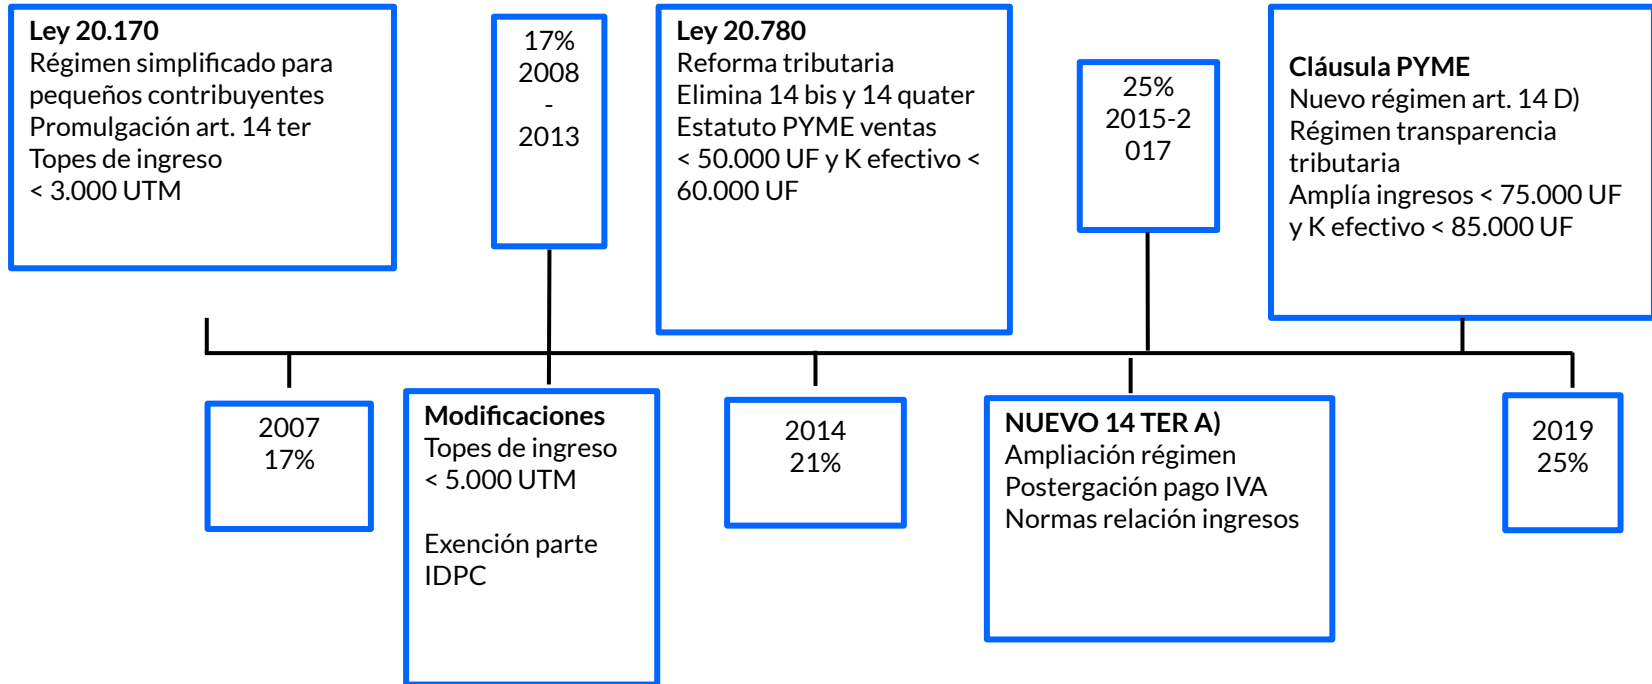 Ley 20.170
Régimen simplificado para
pequeños contribuyentes
Promulgación art. 14 ter
Topes de ingreso
< 3.000 UTM
17%
2008
-
2013
Ley 20.780
Reforma tributaria
Elimina 14 bis y 14 quater
Estatuto PYME ventas
< 50.000 UF y K efectivo <
60.000 UF
25%
2015-2
017
Cláusula PYME
Nuevo régimen art. 14 D)
Régimen transparencia
tributaria
Amplía ingresos < 75.000 UF
y K efectivo < 85.000 UF
2007
17%
Modificaciones
Topes de ingreso
< 5.000 UTM
Exención parte
IDPC
2014
21%
NUEVO 14 TER A)
Ampliación régimen
Postergación pago IVA
Normas relación ingresos
2019
25%